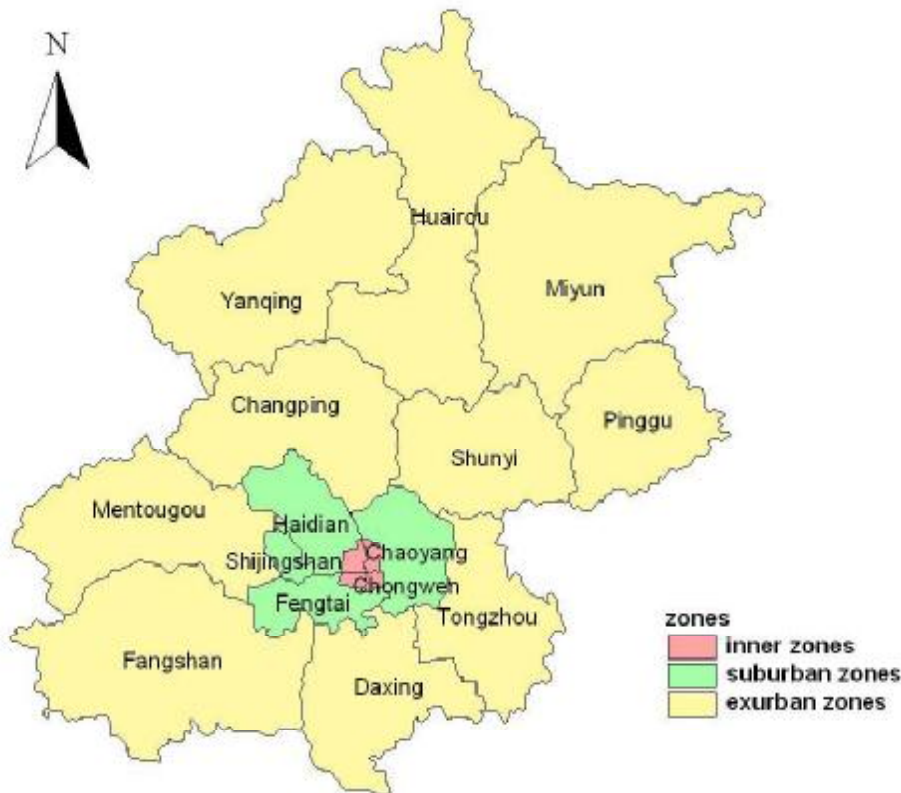 N
Huairou
Yanqing
Miyun
Changping
Pinggu
Shunyi
Mentougou
Haidian
Shijingshan
Chaoyang
Chongwen
Fengtai
Tongzhou
Fangshan
Daxing
zones
inner zones
suburban zones
exurban zones